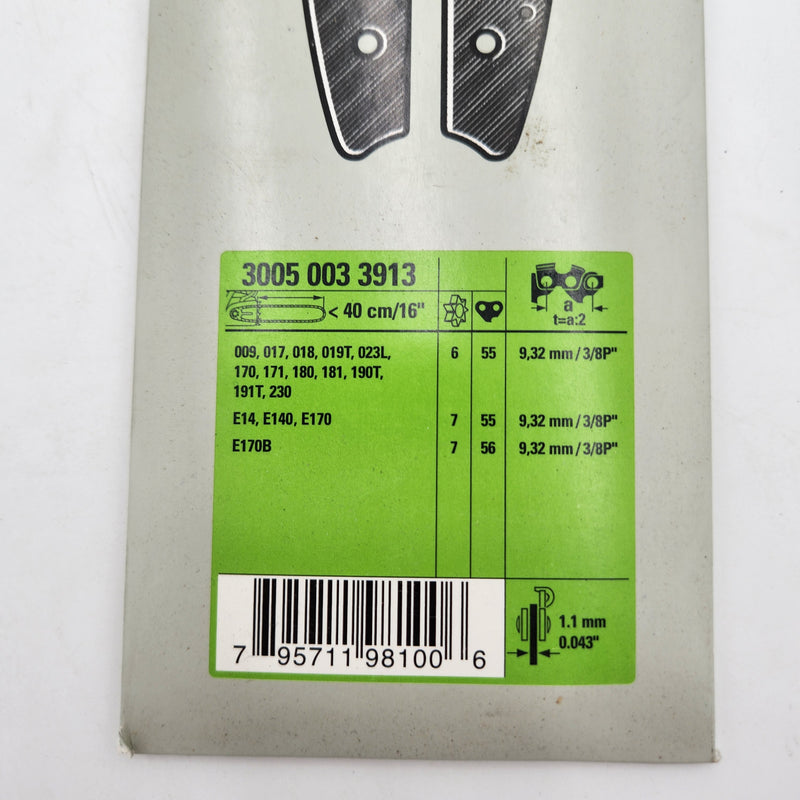 3005 003 3913
< 40 cm/16"
a
t=a:2
009, 017, 018, 019T, 023L, 6 55 9,32 mm/3/8P"
170, 171, 180, 181, 190T,
191T, 230
E14, E140, E170 7 55 9,32 mm/3/8P"
E170B 7 56 9,32 mm/3/8P"
1.1 mm
0.043"
7 95711 98100 6